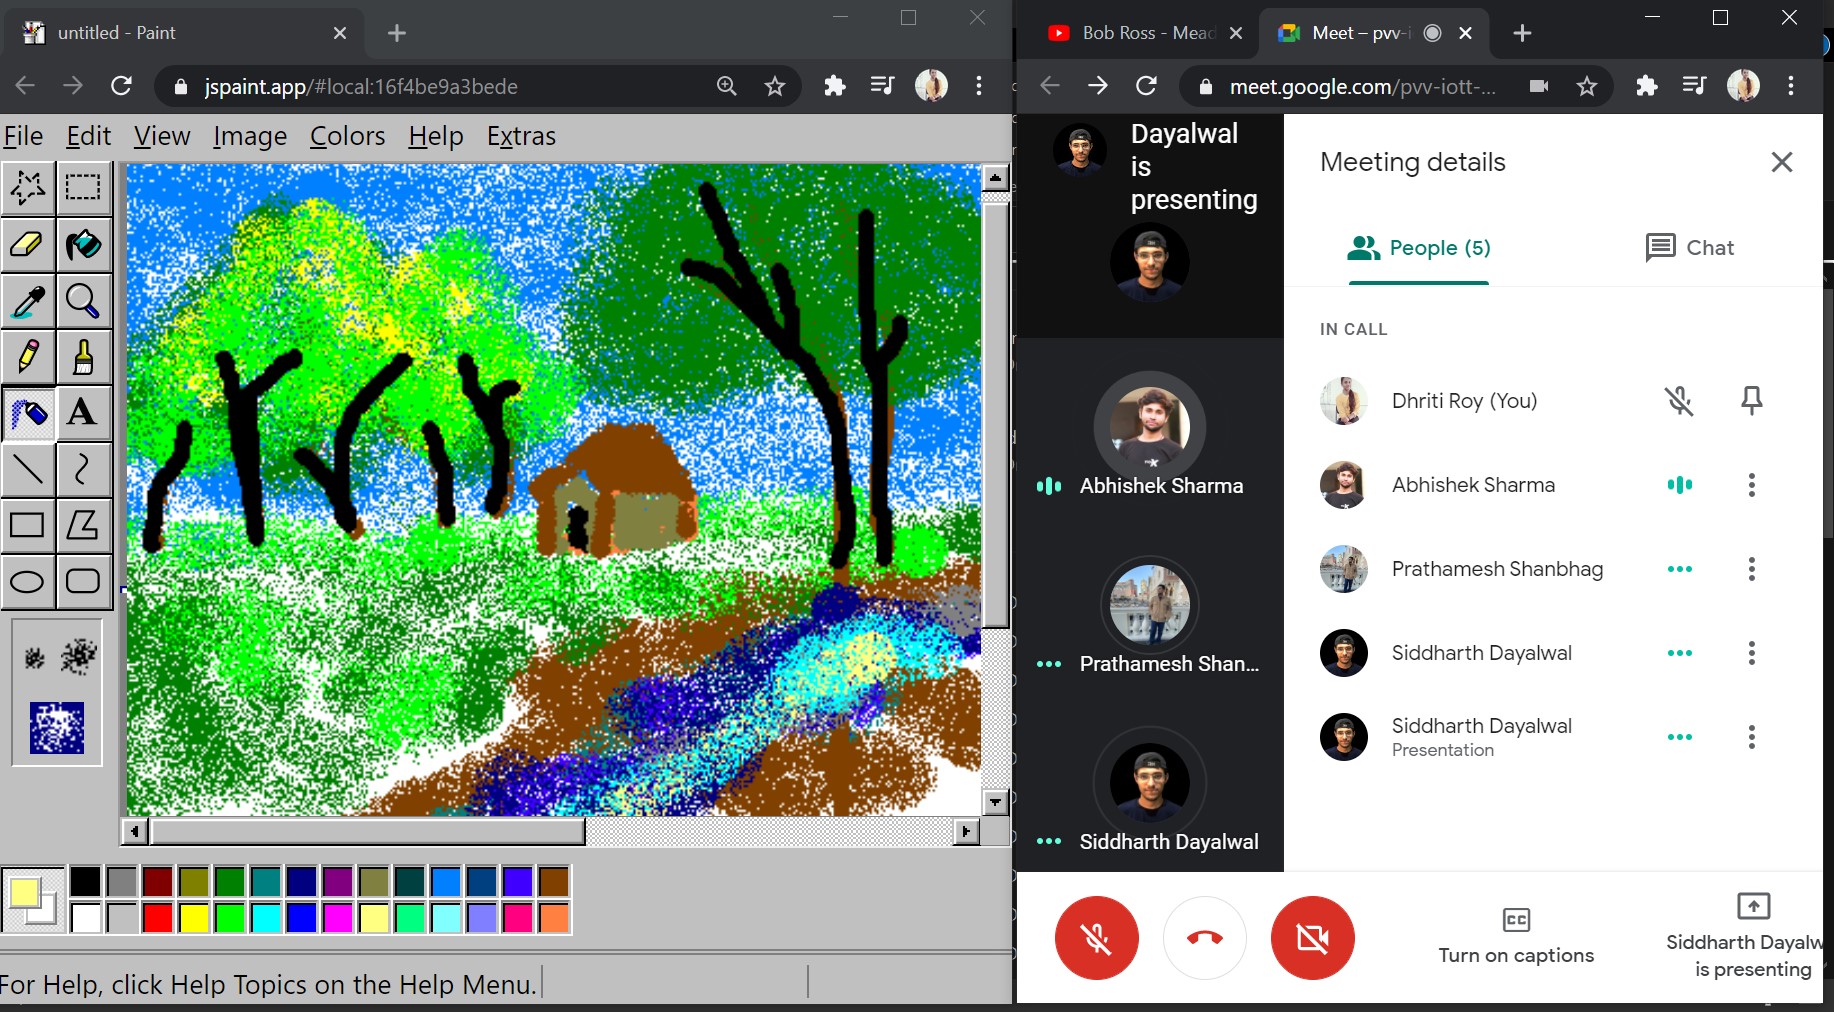 untitled - Paint
jspaint.app/#local:16f4be9a3bede
File Edit View Image Colors Help Extras
A
For Help, click Help Topics on the Help Menu.
Bob Ross - Mead
Meet – pvv-i
meet.google.com/pvv-iott-...
Dayalwal
is
presenting
Abhishek Sharma
Prathamesh Shan...
Siddharth Dayalwal
Meeting details
People (5)
Chat
IN CALL
Dhriti Roy (You)
Abhishek Sharma
Prathamesh Shanbhag
Siddharth Dayalwal
Siddharth Dayalwal
Presentation
CC
Turn on captions
Siddharth Dayalw
is presenting